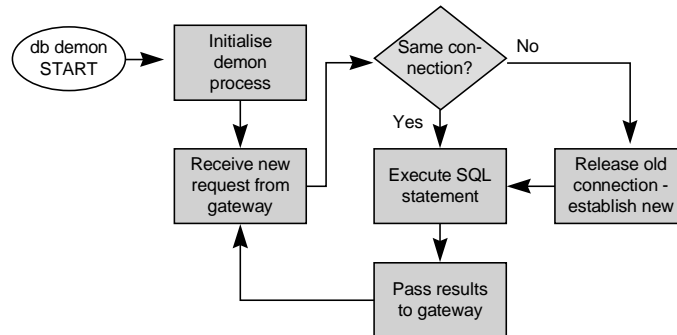 db demon
START
Initialise
demon
process
Same con-
nection?
No
Yes
Receive new
request from
gateway
Execute SQL
statement
Release old
connection -
establish new
Pass results
to gateway